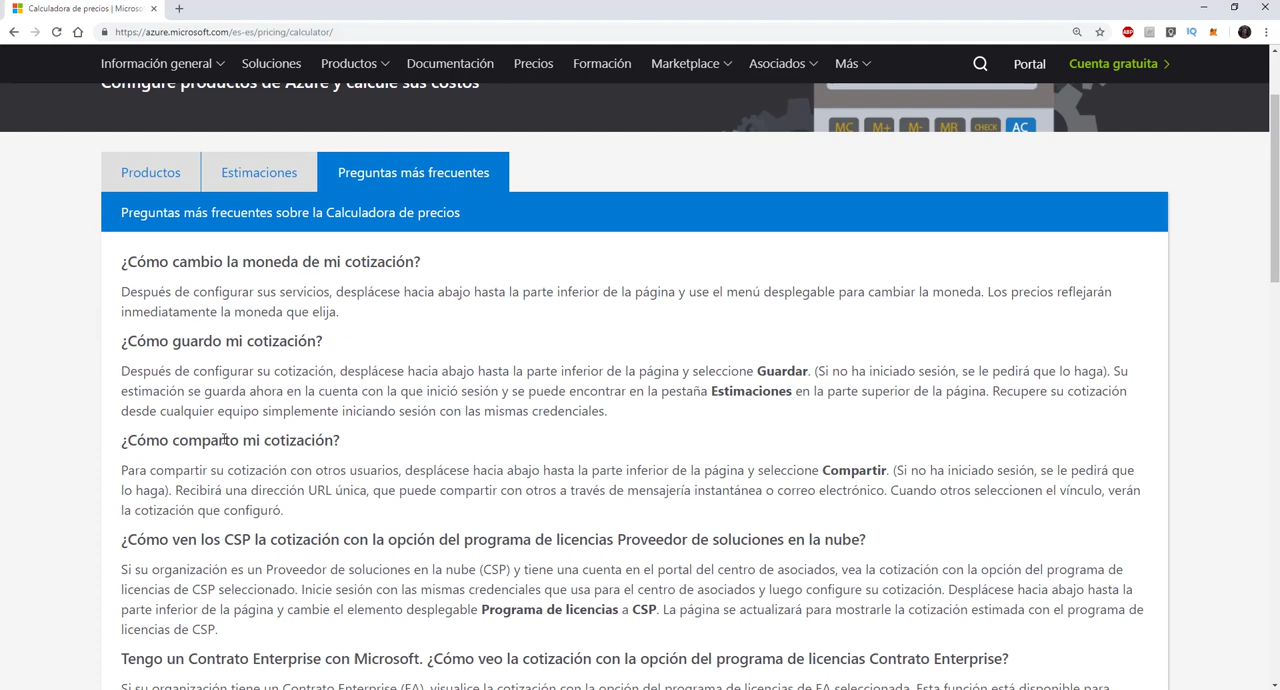 Calculadora de precios | Microso
https://azure.microsoft.com/es-es/pricing/calculator/
ABP
IQ
Información general
Soluciones
Productos
Documentación
Precios
Formación
Marketplace
Asociados
Más
Portal
Cuenta gratuita
Configure productos de Azure y calcule sus costos
MC M+ M- MR CHECK AC
Productos
Estimaciones
Preguntas más frecuentes
Preguntas más frecuentes sobre la Calculadora de precios
¿Cómo cambio la moneda de mi cotización?
Después de configurar sus servicios, desplácese hacia abajo hasta la parte inferior de la página y use el menú desplegable para cambiar la moneda. Los precios reflejarán
inmediatamente la moneda que elija.
¿Cómo guardo mi cotización?
Después de configurar su cotización, desplácese hacia abajo hasta la parte inferior de la página y seleccione Guardar. (Si no ha iniciado sesión, se le pedirá que lo haga). Su
estimación se guarda ahora en la cuenta con la que inició sesión y se puede encontrar en la pestaña Estimaciones en la parte superior de la página. Recupere su cotización
desde cualquier equipo simplemente iniciando sesión con las mismas credenciales.
¿Cómo comparto mi cotización?
Para compartir su cotización con otros usuarios, desplácese hacia abajo hasta la parte inferior de la página y seleccione Compartir. (Si no ha iniciado sesión, se le pedirá que
lo haga). Recibirá una dirección URL única, que puede compartir con otros a través de mensajería instantánea o correo electrónico. Cuando otros seleccionen el vínculo, verán
la cotización que configuró.
¿Cómo ven los CSP la cotización con la opción del programa de licencias Proveedor de soluciones en la nube?
Si su organización es un Proveedor de soluciones en la nube (CSP) y tiene una cuenta en el portal del centro de asociados, vea la cotización con la opción del programa de
licencias de CSP seleccionado. Inicie sesión con las mismas credenciales que usa para el centro de asociados y luego configure su cotización. Desplácese hacia abajo hasta la
parte inferior de la página y cambie el elemento desplegable Programa de licencias a CSP. La página se actualizará para mostrarle la cotización estimada con el programa de
licencias de CSP.
Tengo un Contrato Enterprise con Microsoft. ¿Cómo veo la cotización con la opción del programa de licencias Contrato Enterprise?
Si su organización tiene un Contrato Enterprise (EA), visualice la cotización con la opción del programa de licencias de EA seleccionada. Esta función está disponible para